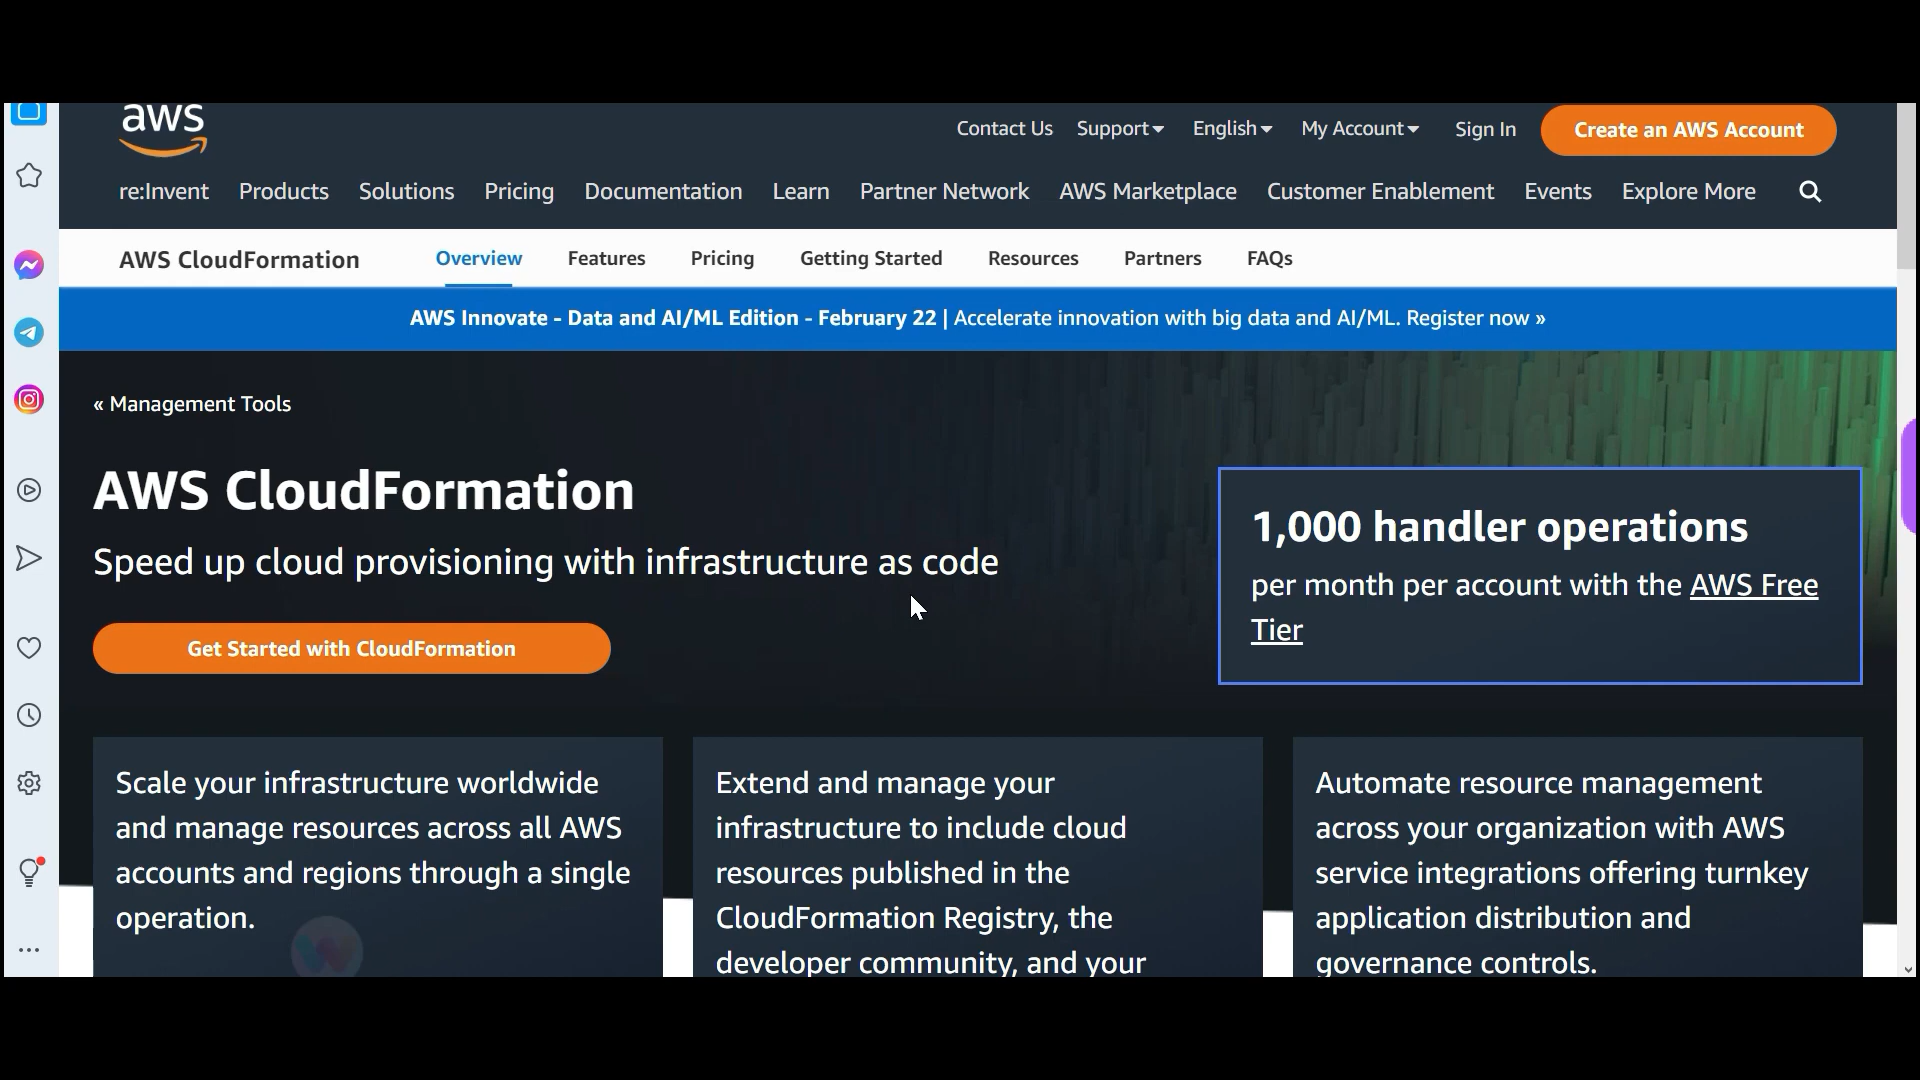 aws
Contact Us Support English My Account Sign In Create an AWS Account
re:Invent Products Solutions Pricing Documentation Learn Partner Network AWS Marketplace Customer Enablement Events Explore More
AWS CloudFormation Overview Features Pricing Getting Started Resources Partners FAQs
AWS Innovate - Data and AI/ML Edition - February 22 | Accelerate innovation with big data and AI/ML. Register now »
« Management Tools
AWS CloudFormation
Speed up cloud provisioning with infrastructure as code
Get Started with CloudFormation
1,000 handler operations
per month per account with the AWS Free
Tier
Scale your infrastructure worldwide
and manage resources across all AWS
accounts and regions through a single
operation.
Extend and manage your
infrastructure to include cloud
resources published in the
CloudFormation Registry, the
developer community, and your
Automate resource management
across your organization with AWS
service integrations offering turnkey
application distribution and
governance controls.